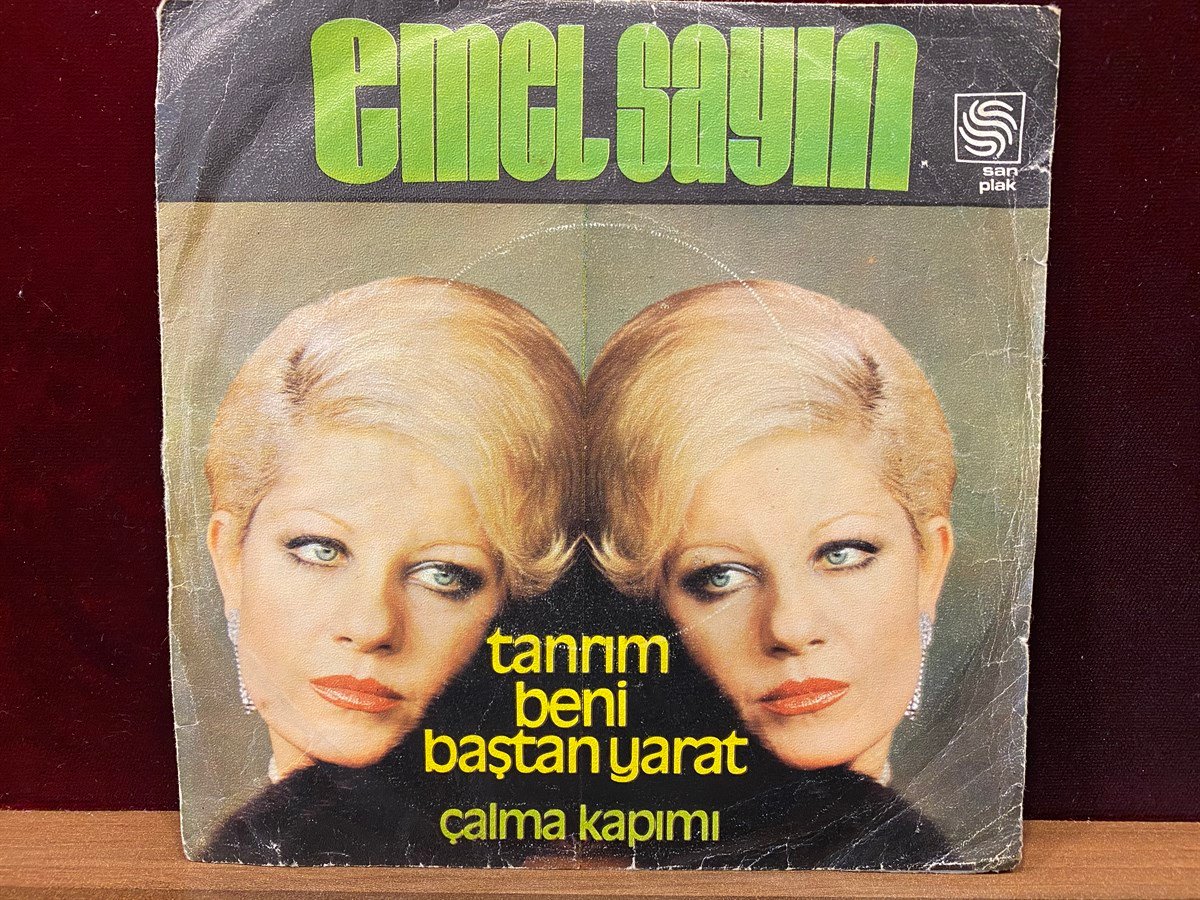 emel sayın
san
plak
tanrım
beni
baştan yarat
çalma kapımı